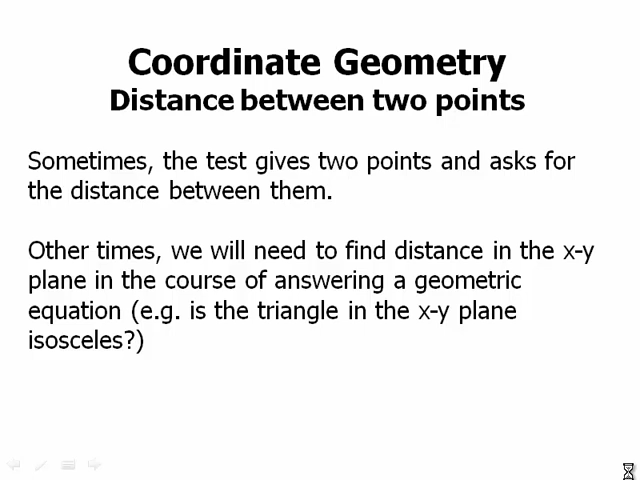 Coordinate Geometry
Distance between two points
Sometimes, the test gives two points and asks for
the distance between them.
Other times, we will need to find distance in the x-y
plane in the course of answering a geometric
equation (e.g. is the triangle in the x-y plane
isosceles?)